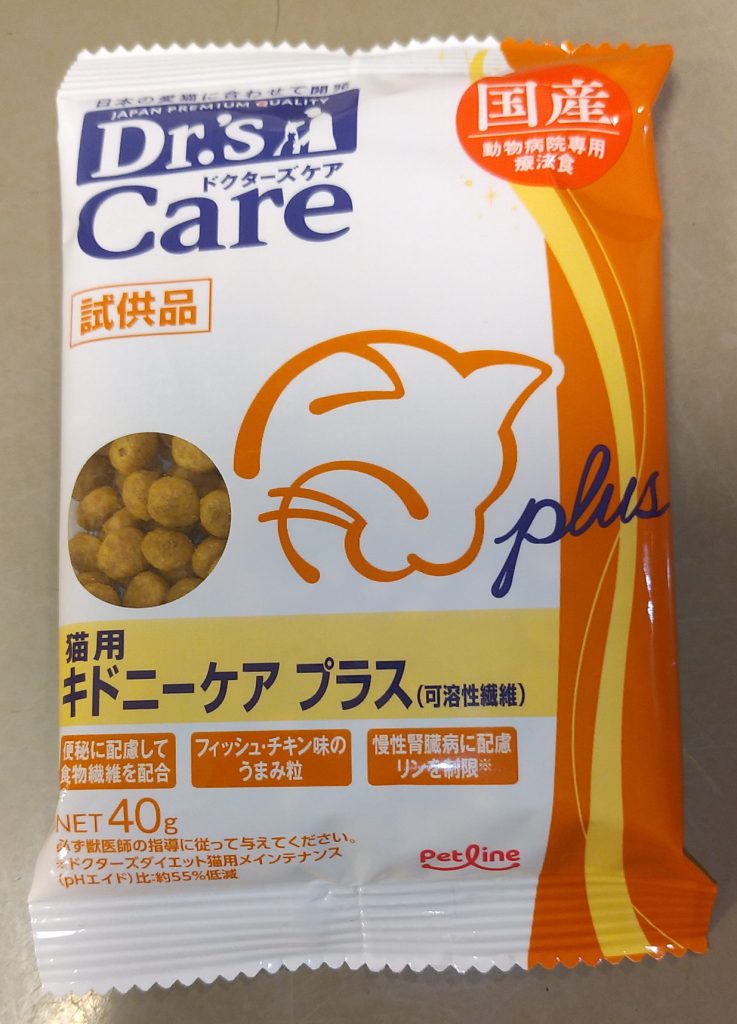 日本の愛猫に合わせて開発
JAPAN PREMIUM QUALITY
Dr.'s
ドクターズケア
Care
国産
動物病院専用
療法食
試供品
plus
猫用
キドニーケア プラス(可溶性繊維)
便秘に配慮して
食物繊維を配合
フィッシュ・チキン味の
うまみ粒
慢性腎臓病に配慮
リンを制限※
NET 40g
必ず獣医師の指導に従って与えてください。
※ドクターズダイエット猫用メインテナンス
(pHエイド)比:約55%低減
Petline